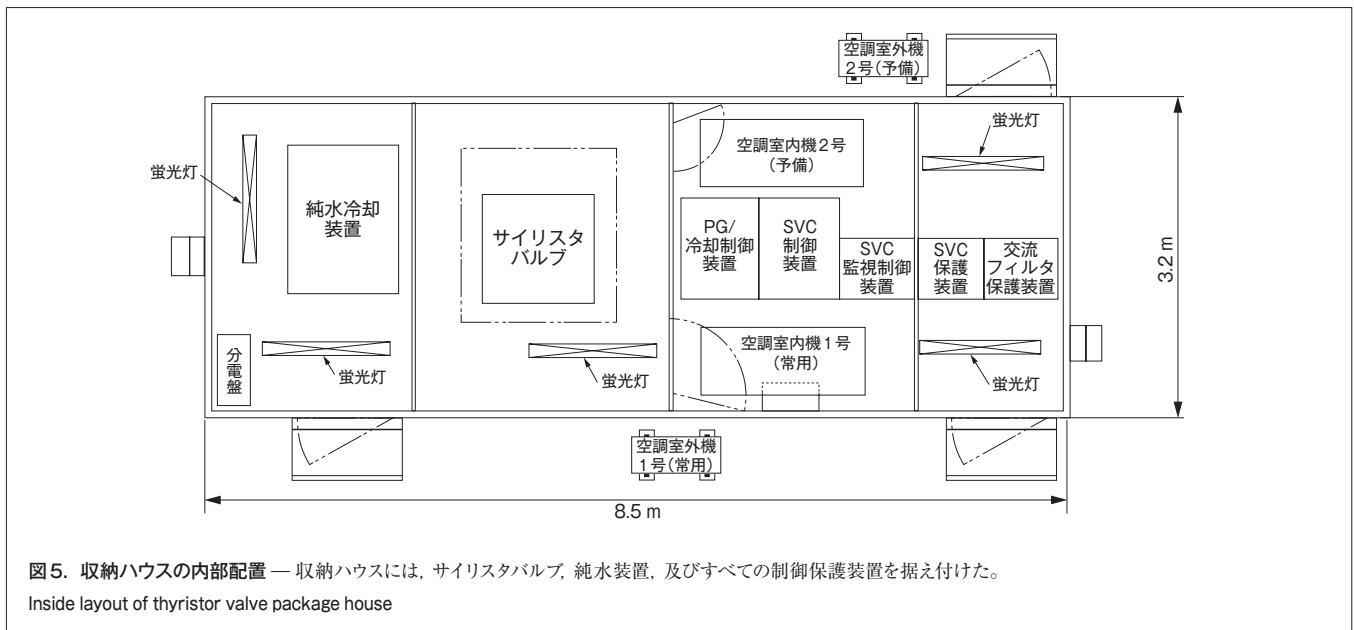 空調室外機
2号(予備)
蛍光灯
空調室内機2号
(予備)
蛍光灯
純水冷却
装置
サイリスタ
バルブ
PG/
冷却制御
装置
SVC
制御
装置
SVC
監視制御
装置
SVC
保護
装置
交流
フィルタ
保護装置
3.2 m
分電盤
蛍光灯
蛍光灯
空調室内機1号
(常用)
蛍光灯
空調室外機
1号(常用)
8.5 m
図5. 収納ハウスの内部配置 — 収納ハウスには, サイリスタバルブ, 純水装置, 及びすべての制御保護装置を据え付けた。
Inside layout of thyristor valve package house